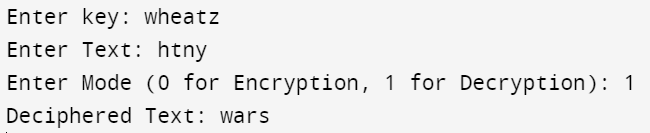 Enter key: wheatz
Enter Text: htny
Enter Mode (0 for Encryption, 1 for Decryption): 1
Deciphered Text: wars